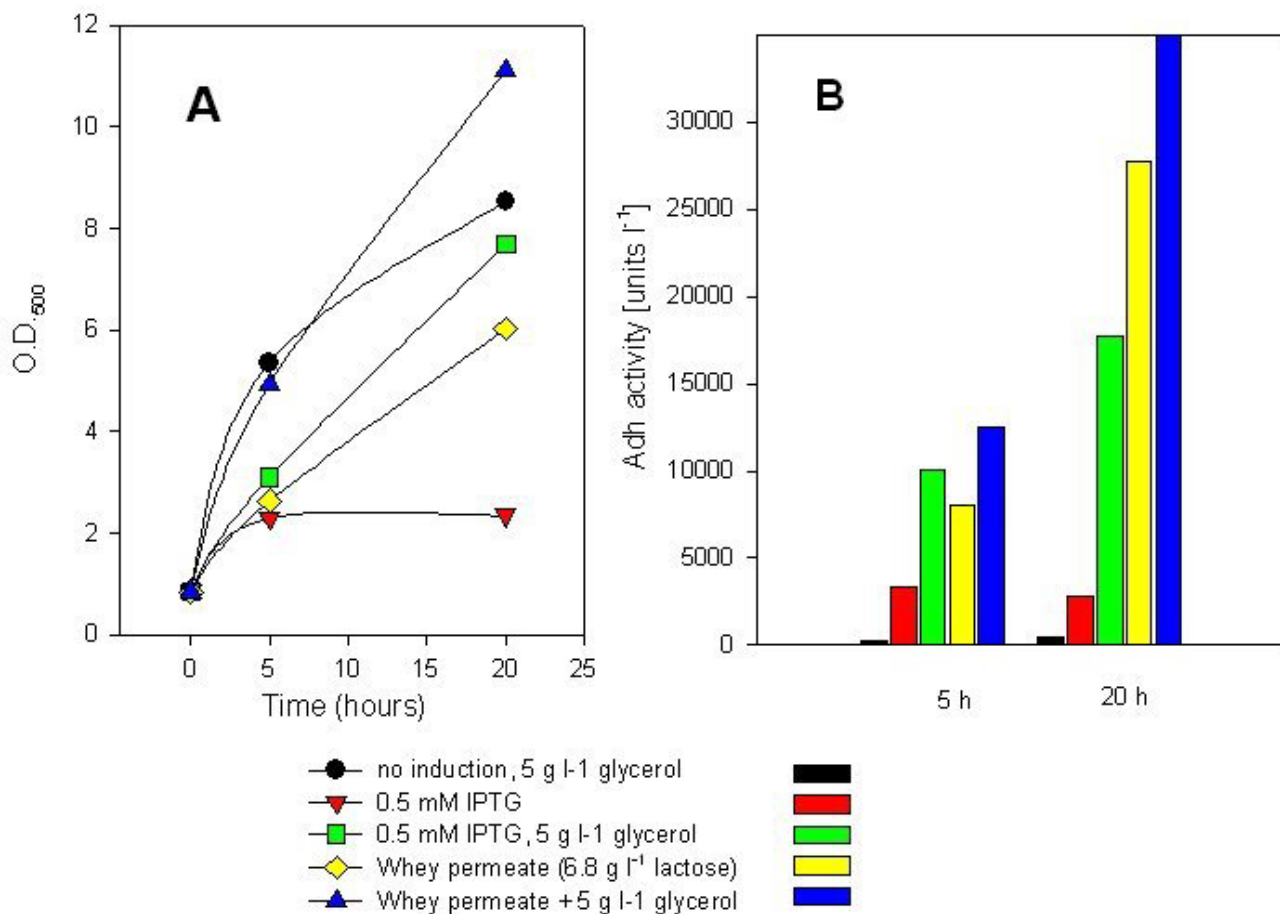 A
12
10
8
6
4
2
0
O.D.500
0 5 10 15 20 25
Time (hours)
B
30000
25000
20000
15000
10000
5000
0
Adh activity [units l-1]
5 h 20 h
no induction, 5 g l-1 glycerol
0.5 mM IPTG
0.5 mM IPTG, 5 g l-1 glycerol
Whey permeate (6.8 g l-1 lactose)
Whey permeate +5 g l-1 glycerol